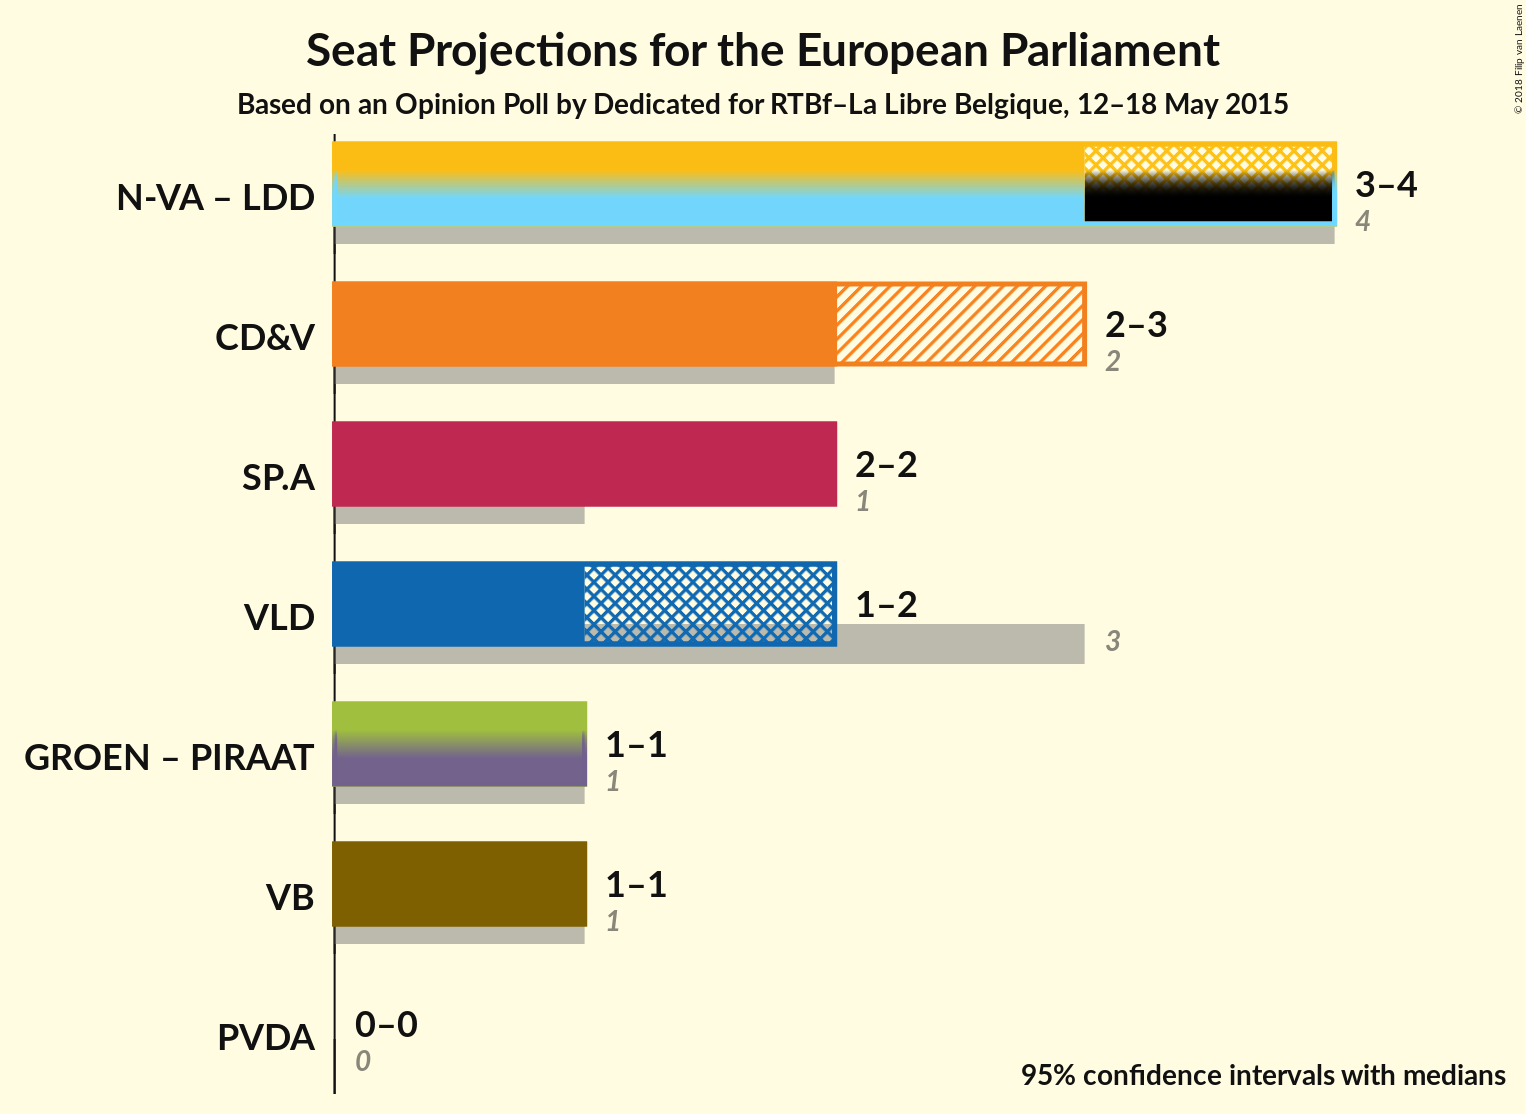 Seat Projections for the European Parliament
Based on an Opinion Poll by Dedicated for RTBf–La Libre Belgique, 12–18 May 2015
© 2018 Filip van Laenen
N-VA – LDD
3–4
4
CD&V
2–3
2
SP.A
2–2
1
VLD
1–2
3
GROEN – PIRAAT
1–1
1
VB
1–1
1
PVDA
0–0
0
95% confidence intervals with medians